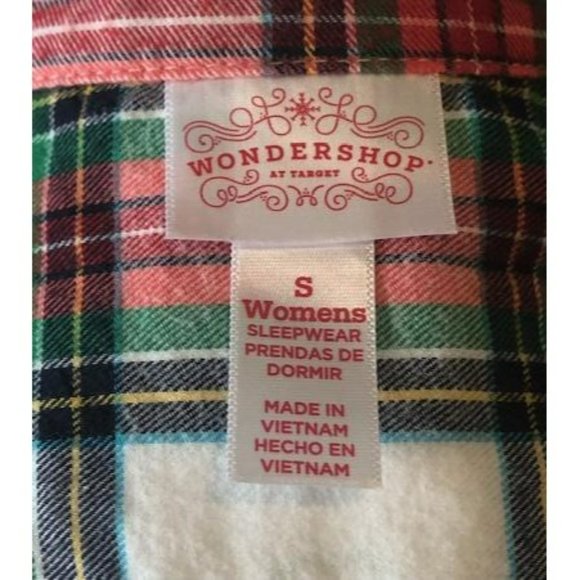 WONDERSHOP
AT TARGET
S
Womens
SLEEPWEAR
PRENDAS DE
DORMIR
MADE IN
VIETNAM
HECHO EN
VIETNAM